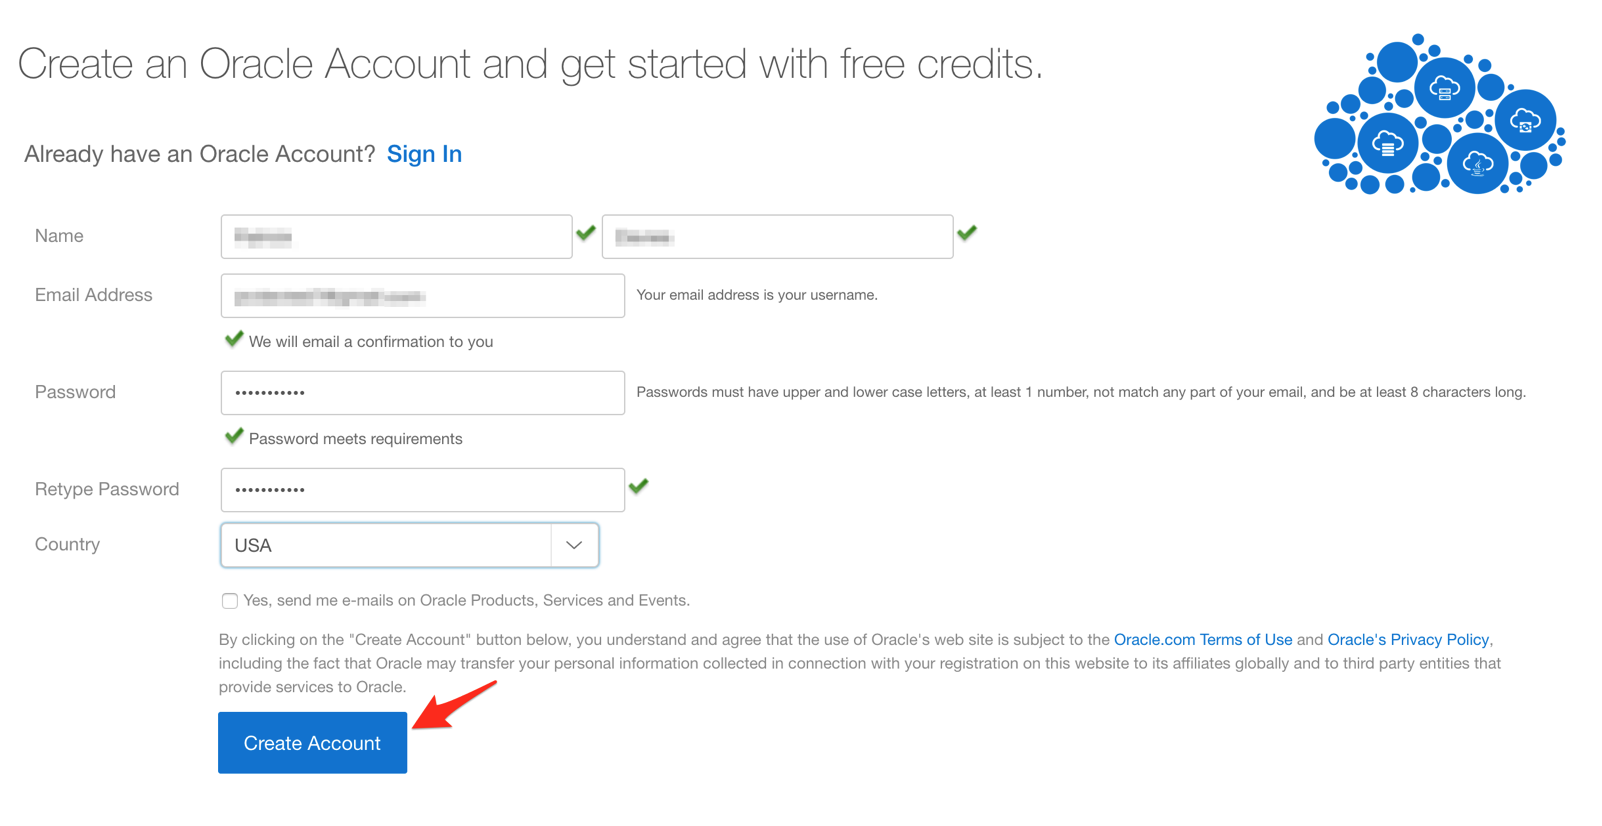 Create an Oracle Account and get started with free credits.
Already have an Oracle Account? Sign In
Name
Email Address
Your email address is your username.
We will email a confirmation to you
Password
•••••••••••
Passwords must have upper and lower case letters, at least 1 number, not match any part of your email, and be at least 8 characters long.
Password meets requirements
Retype Password
•••••••••••
Country
USA
Yes, send me e-mails on Oracle Products, Services and Events.
By clicking on the "Create Account" button below, you understand and agree that the use of Oracle's web site is subject to the Oracle.com Terms of Use and Oracle's Privacy Policy,
including the fact that Oracle may transfer your personal information collected in connection with your registration on this website to its affiliates globally and to third party entities that
provide services to Oracle.
Create Account